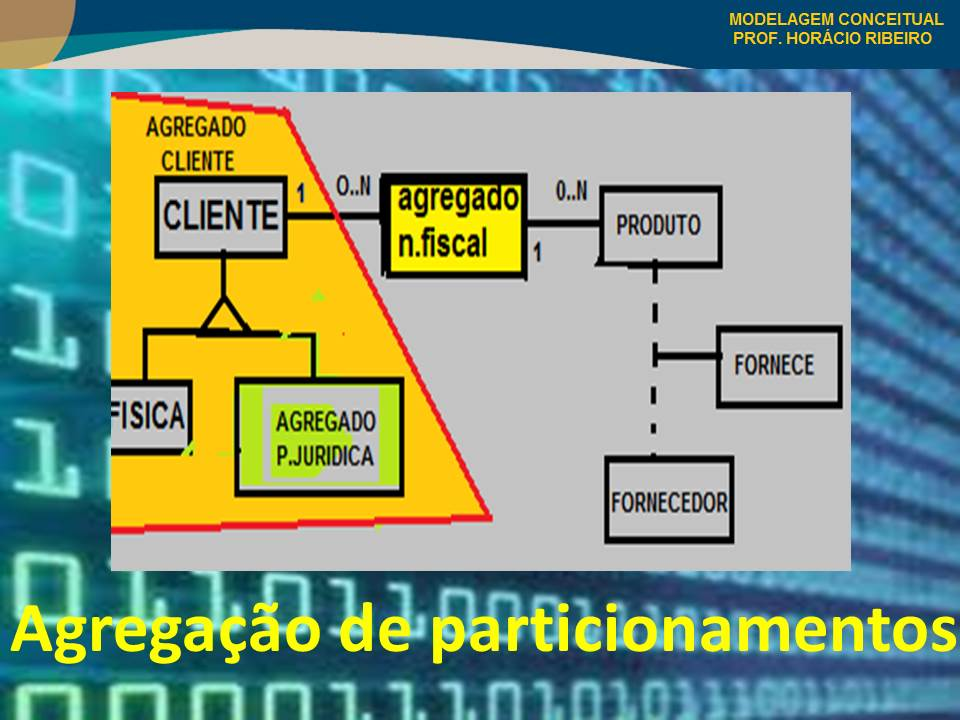 MODELAGEM CONCEITUAL
PROF. HORÁCIO RIBEIRO
AGREGADO
CLIENTE
CLIENTE
1
O..N
agregado
n.fiscal
0..N
1
PRODUTO
FORNECE
FISICA
AGREGADO
P.JURIDICA
FORNECEDOR
Agregação de particionamentos